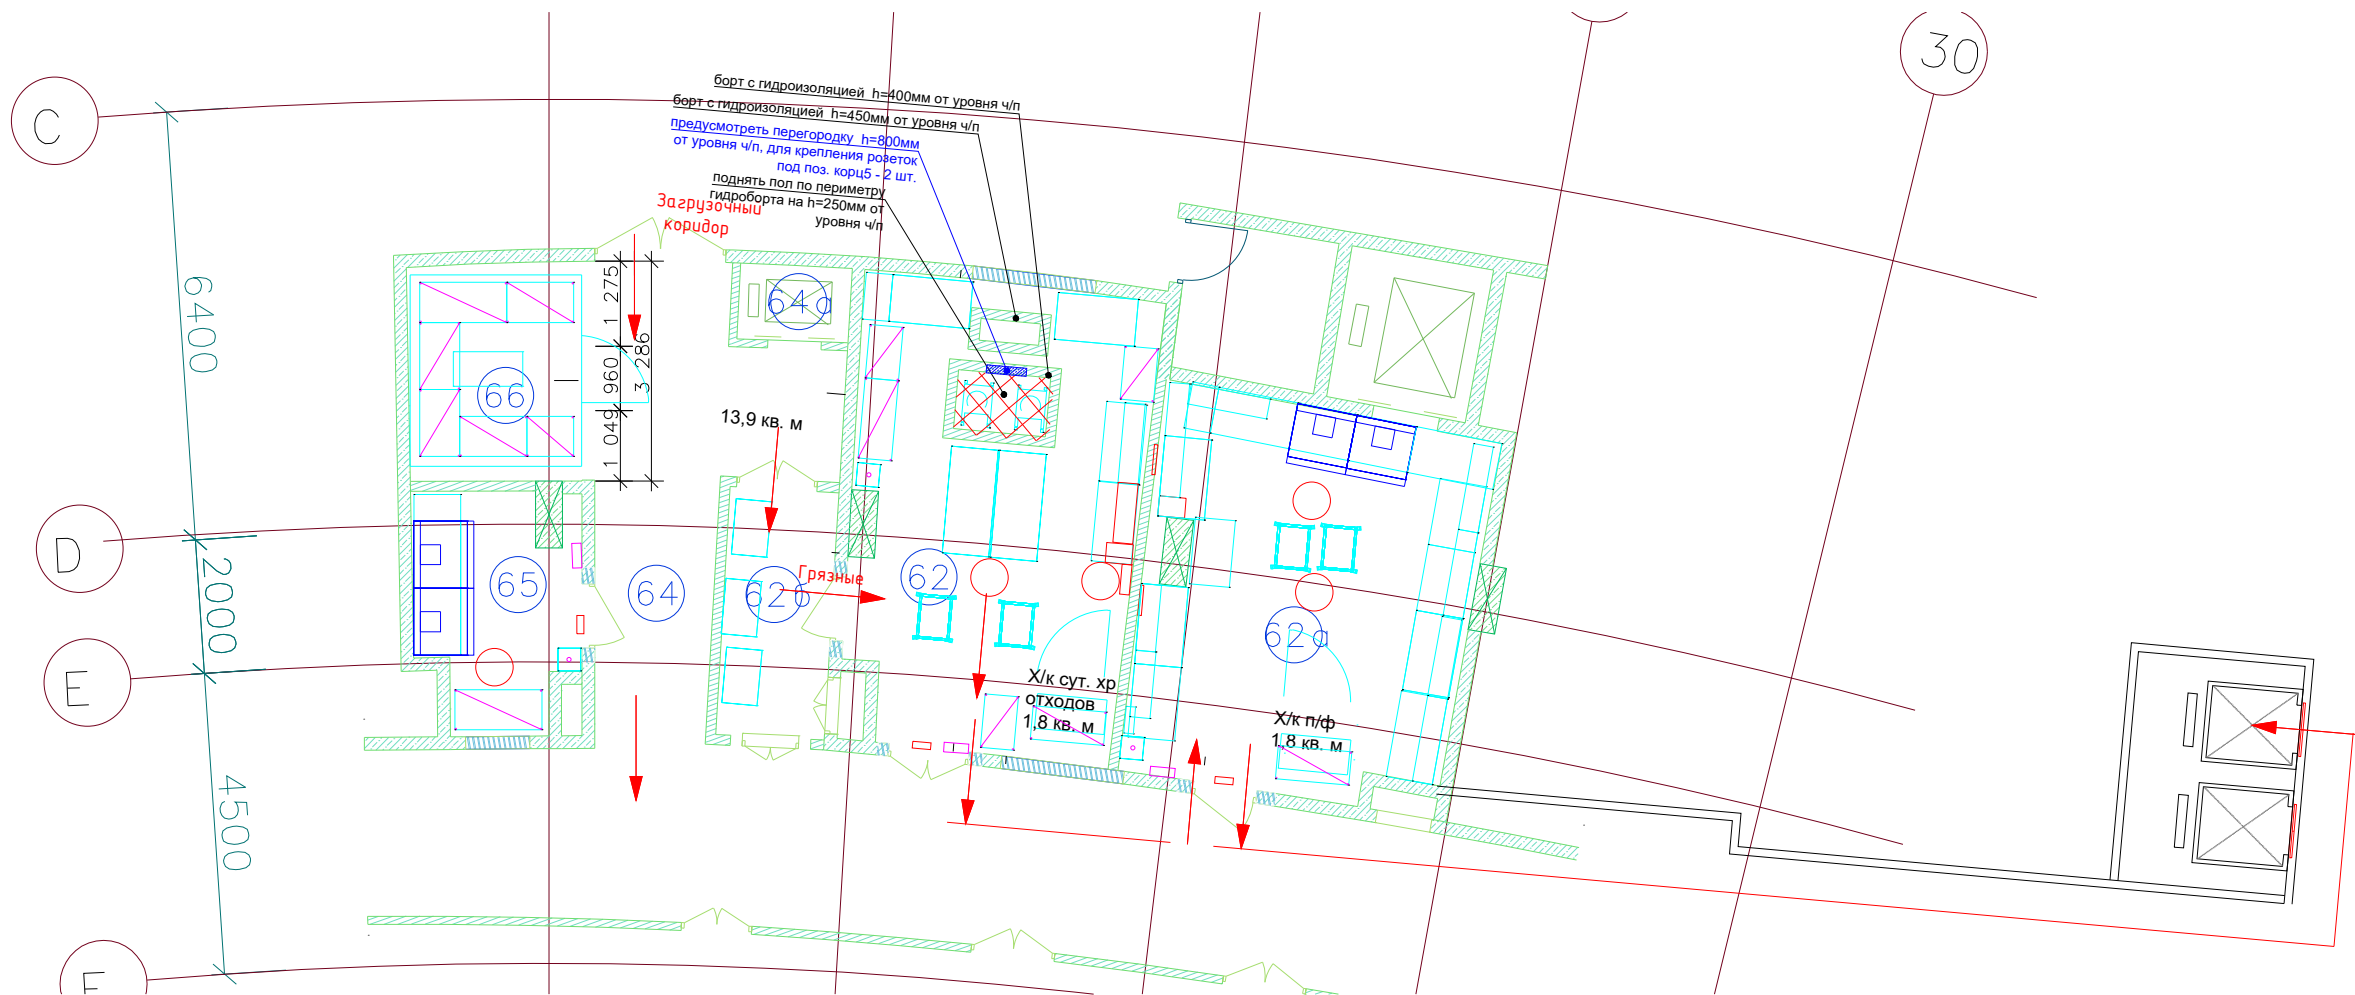 30
C
борт с гидроизоляцией h=400мм от уровня ч/п
борт с гидроизоляцией h=450мм от уровня ч/п
предусмотреть перегородку h=800мм
от уровня ч/п, для крепления розеток
под поз. корц5 - 2 шт.
поднять пол по периметру
гидроборта на h=250мм от
уровня ч/п
Загрузочный
коридор
6400
1 275
3 286
960
1 049
64а
66
13,9 кв. м
D
2000
65
64
62б
Грязные
62
62а
E
Х/к сут. хр
отходов
1,8 кв. м
Х/к п/ф
1,8 кв. м
4500